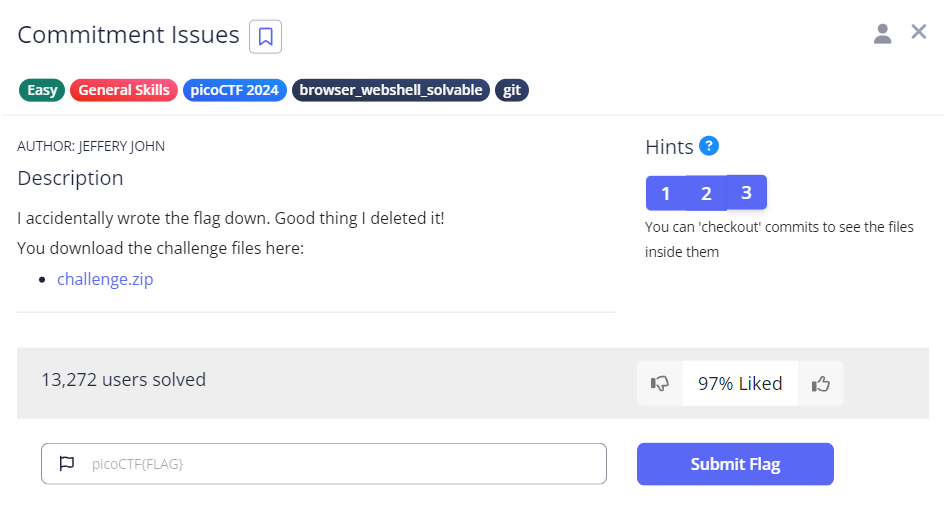 Commitment Issues
Easy General Skills picoCTF 2024 browser_webshell_solvable git
AUTHOR: JEFFERY JOHN
Description
I accidentally wrote the flag down. Good thing I deleted it!
You download the challenge files here:
challenge.zip
Hints ?
1 2 3
You can 'checkout' commits to see the files
inside them
13,272 users solved
97% Liked
picoCTF{FLAG}
Submit Flag